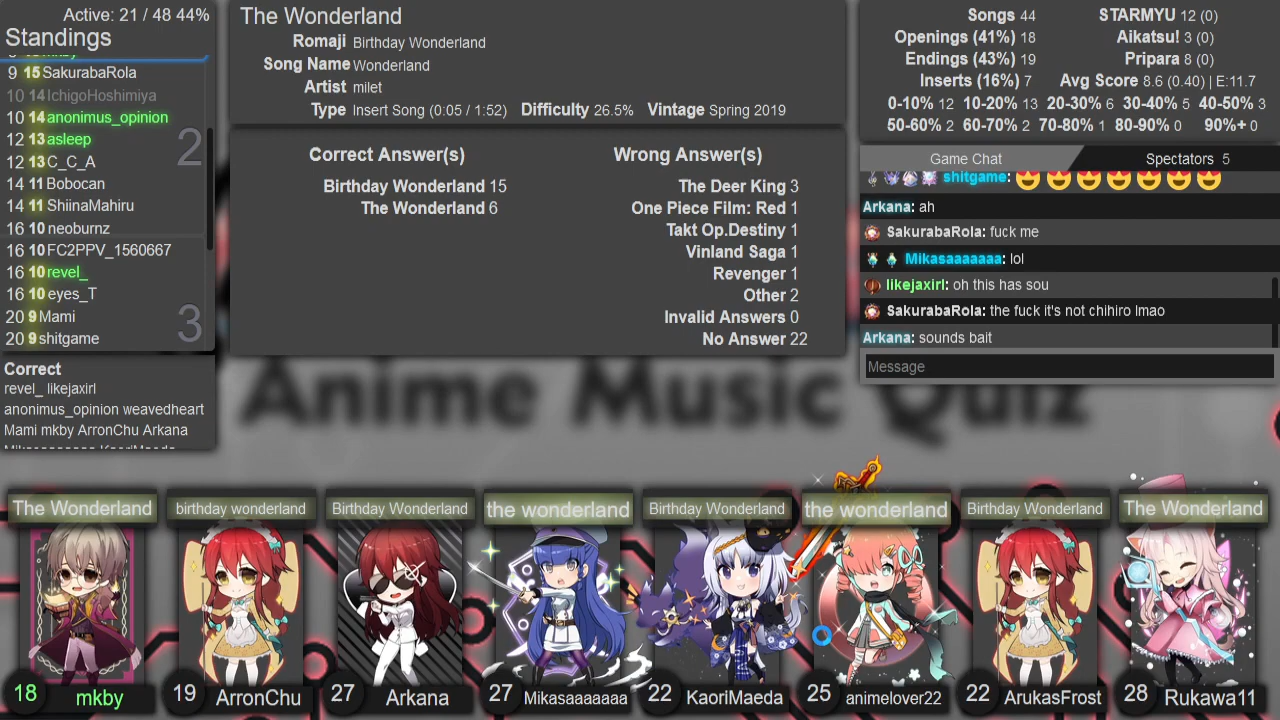 Active: 21 / 48 44%
Standings
9 15 SakurabaRola
10 14 IchigoHoshimiya
10 14 anonimus_opinion
12 13 asleep
2
12 13 C_C_A
14 11 Bobocan
14 11 ShiinaMahiru
16 10 neoburnz
16 10 FC2PPV_1560667
16 10 revel_
16 10 eyes_T
20 9 Mami
3
20 9 shitgame
Correct
revel_ likejaxirl
anonimus_opinion weavedheart
Mami mkby ArronChu Arkana
Mikasaaaaaaa KaoriMaeda
The Wonderland
Romaji Birthday Wonderland
Song Name Wonderland
Artist milet
Type Insert Song (0:05 / 1:52) Difficulty 26.5% Vintage Spring 2019
Correct Answer(s)
Birthday Wonderland 15
The Wonderland 6
Wrong Answer(s)
The Deer King 3
One Piece Film: Red 1
Takt Op.Destiny 1
Vinland Saga 1
Revenger 1
Other 2
Invalid Answers 0
No Answer 22
Songs 44 STARMYU 12 (0)
Openings (41%) 18 Aikatsu! 3 (0)
Endings (43%) 19 Pripara 8 (0)
Inserts (16%) 7 Avg Score 8.6 (0.40) | E:11.7
0-10% 12 10-20% 13 20-30% 6 30-40% 5 40-50% 3
50-60% 2 60-70% 2 70-80% 1 80-90% 0 90%+ 0
Game Chat Spectators 5
shitgame: 😍😍😍😍😍😍😍
Arkana: ah
SakurabaRola: fuck me
Mikasaaaaaaa: lol
likejaxirl: oh this has sou
SakurabaRola: the fuck it's not chihiro lmao
Arkana: sounds bait
Message
Anime Music Quiz
The Wonderland
birthday wonderland
Birthday Wonderland
the wonderland
Birthday Wonderland
the wonderland
Birthday Wonderland
The Wonderland
18 mkby
19 ArronChu
27 Arkana
27 Mikasaaaaaaa
22 KaoriMaeda
25 animelover22
22 ArukasFrost
28 Rukawa11